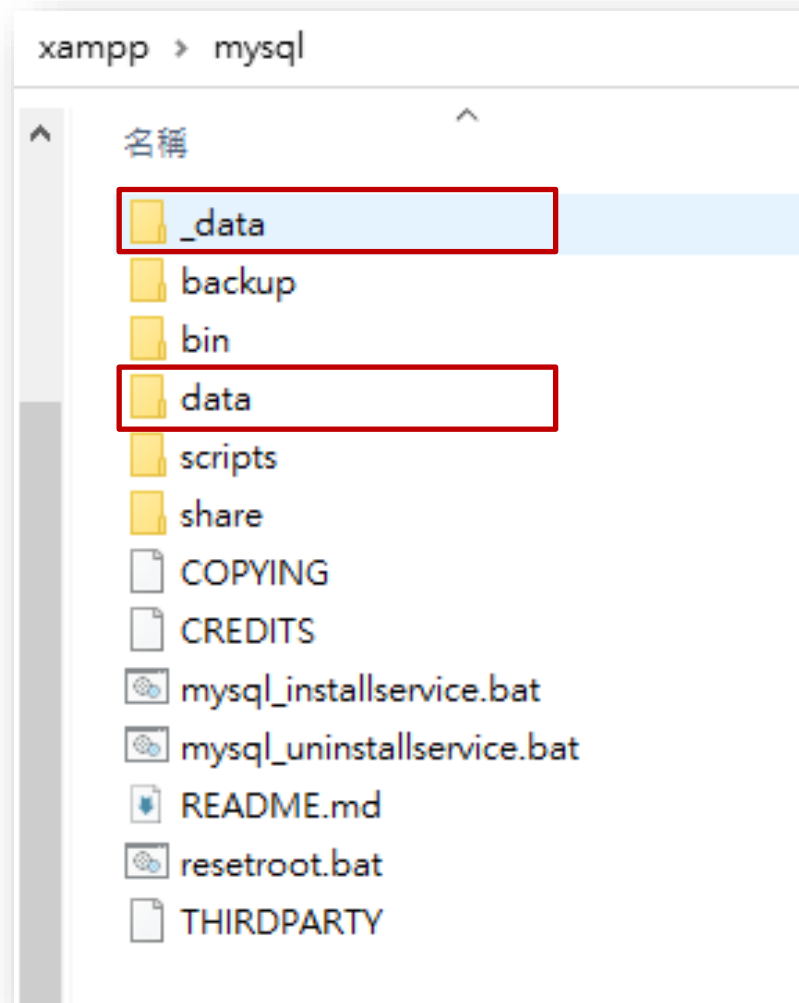 xampp > mysql
名稱
_data
backup
bin
data
scripts
share
COPYING
CREDITS
mysql_installservice.bat
mysql_uninstallservice.bat
README.md
resetroot.bat
THIRDPARTY